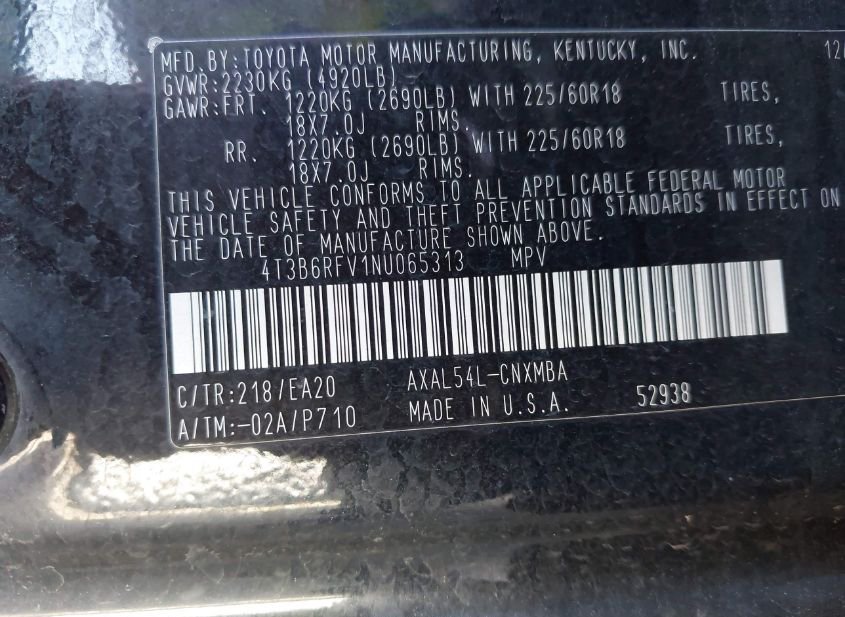 MFD. BY: TOYOTA MOTOR MANUFACTURING, KENTUCKY, INC. 12/
GVWR: 2230KG (4920LB)
GAWR: FRT. 1220KG (2690LB) WITH 225/60R18 TIRES,
18X7.0J RIMS.
RR. 1220KG (2690LB) WITH 225/60R18 TIRES,
18X7.0J RIMS.
THIS VEHICLE CONFORMS TO ALL APPLICABLE FEDERAL MOTOR
VEHICLE SAFETY AND THEFT PREVENTION STANDARDS IN EFFECT ON
THE DATE OF MANUFACTURE SHOWN ABOVE.
4T3B6RFV1NU065313 MPV
C/TR:218/EA20 AXAL54L-CNXMBA
A/TM:-02A/P710 MADE IN U.S.A. 52938